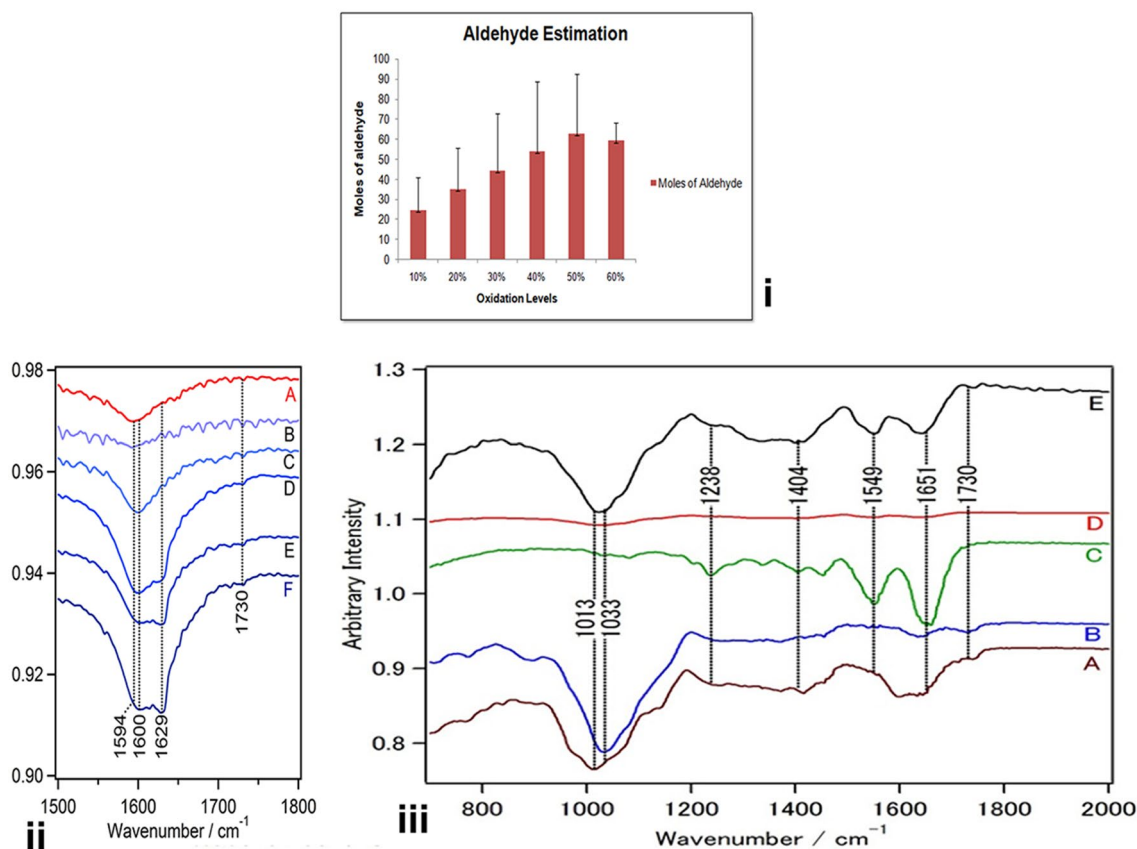 Aldehyde Estimation
100
90
80
70
60
50
40
30
20
10
0
Moles of aldehyde
10% 20% 30% 40% 50% 60%
Oxidation Levels
Moles of Aldehyde
i
0.98
0.96
0.94
0.92
0.90
A
B
C
D
E
F
1594
1600
1629
1730
1500 1600 1700 1800
Wavenumber / cm⁻¹
ii
1.3
1.2
1.1
1.0
0.9
0.8
Arbitrary Intensity
E
D
C
B
A
1013
1033
1238
1404
1549
1651
1730
800 1000 1200 1400 1600 1800 2000
Wavenumber / cm⁻¹
iii